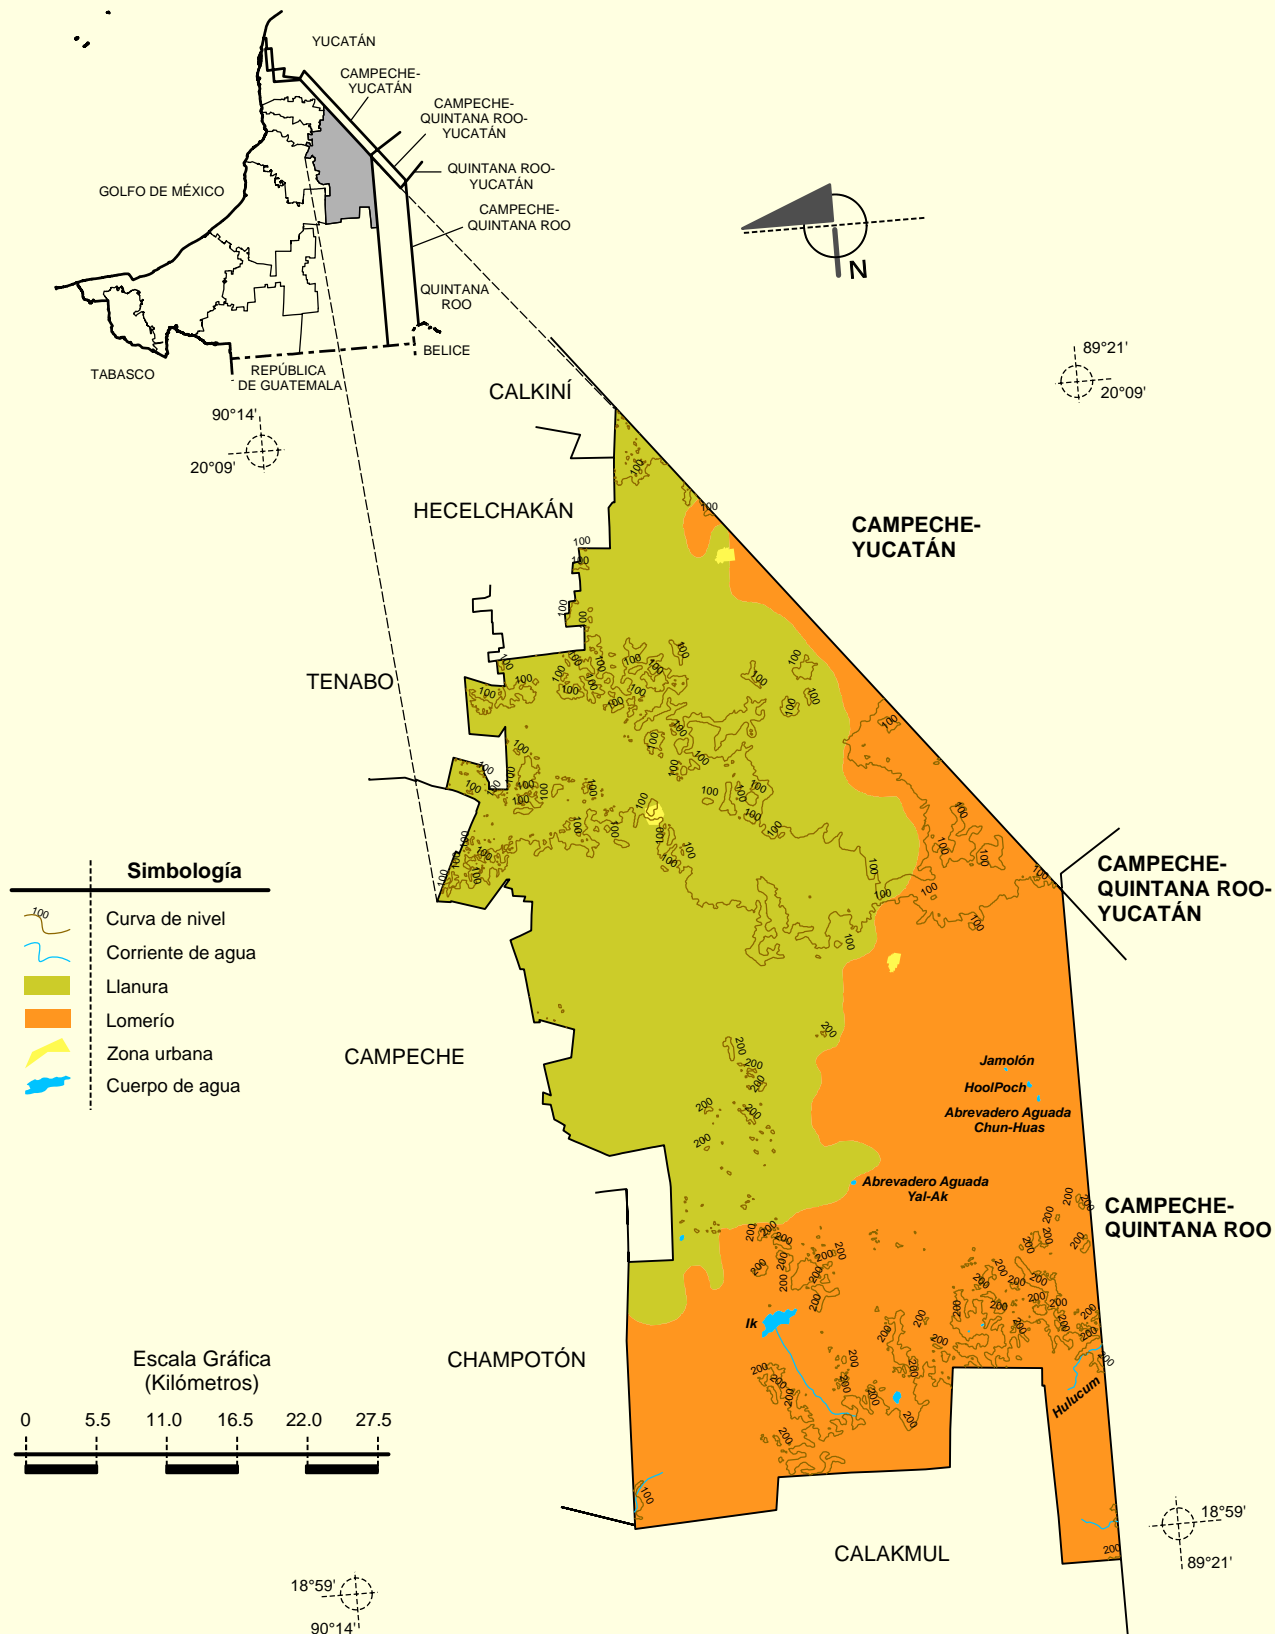 YUCATÁN
CAMPECHE-
YUCATÁN
CAMPECHE-
QUINTANA ROO-
YUCATÁN
QUINTANA ROO-
YUCATÁN
GOLFO DE MÉXICO
CAMPECHE-
QUINTANA ROO
QUINTANA
ROO
BELICE
REPÚBLICA
DE GUATEMALA
TABASCO
N
90°14'
20°09'
89°21'
20°09'
CALKINÍ
HECELCHAKÁN
TENABO
CAMPECHE
CHAMPOTÓN
CALAKMUL
CAMPECHE-
YUCATÁN
CAMPECHE-
QUINTANA ROO-
YUCATÁN
CAMPECHE-
QUINTANA ROO
Jamolón
HoolPoch
Abrevadero Aguada
Chun-Huas
Abrevadero Aguada
Yal-Ak
Ik
Hulucum
100
200
Simbología
100
Curva de nivel
Corriente de agua
Llanura
Lomerío
Zona urbana
Cuerpo de agua
Escala Gráfica
(Kilómetros)
0 5.5 11.0 16.5 22.0 27.5
18°59'
90°14'
18°59'
89°21'